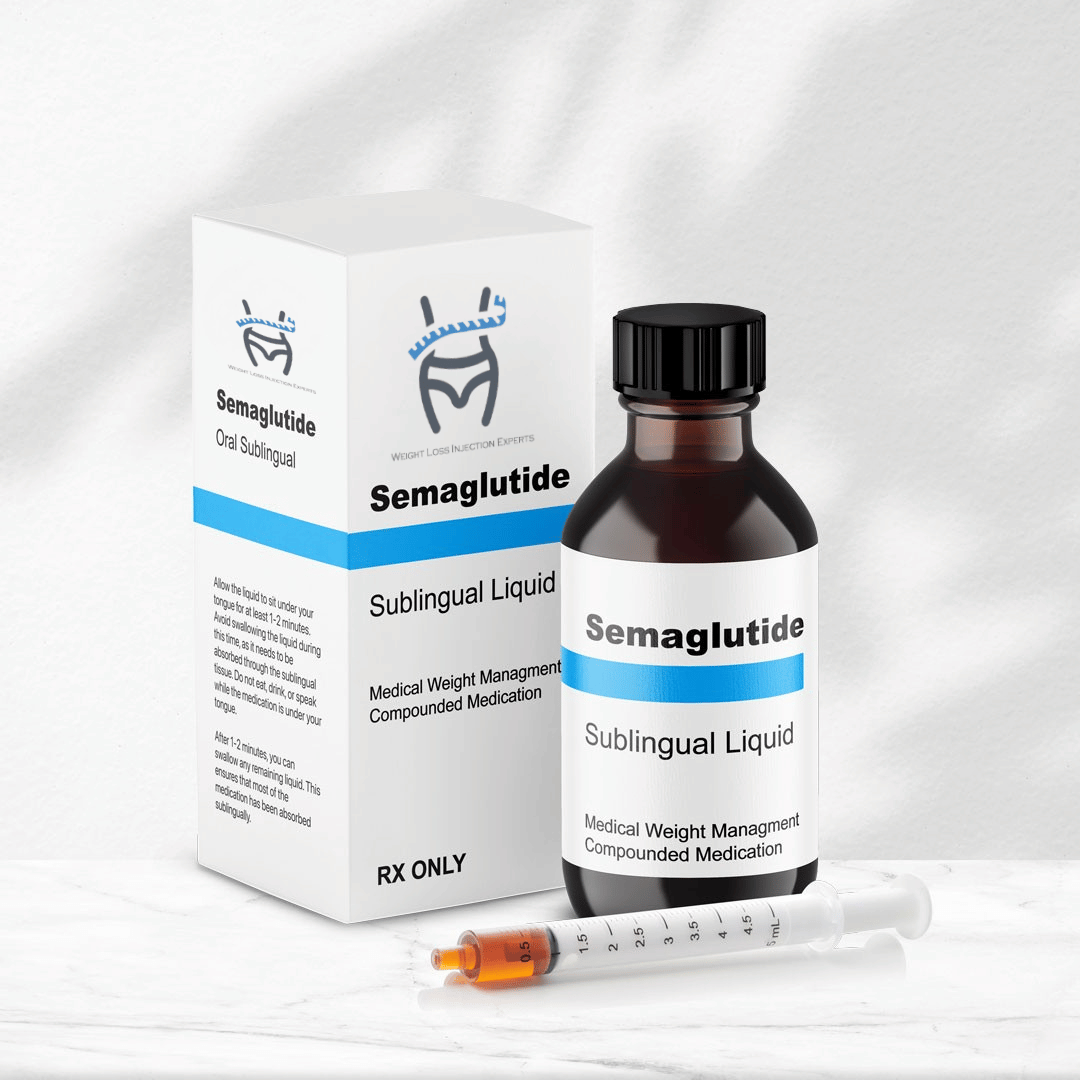 WEIGHT LOSS INJECTION EXPERTS
Semaglutide
Oral Sublingual
Allow the liquid to sit under your
tongue for at least 1-2 minutes.
Avoid swallowing the liquid during
this time, as it needs to be
absorbed through the sublingual
tissue. Do not eat, drink, or speak
while the medication is under your
tongue.
After 1-2 minutes, you can
swallow any remaining liquid. This
ensures that most of the
medication has been absorbed
sublingually.
WEIGHT LOSS INJECTION EXPERTS
Semaglutide
Sublingual Liquid
Medical Weight Managment
Compounded Medication
RX ONLY
Semaglutide
Sublingual Liquid
Medical Weight Managment
Compounded Medication
0.5 1.5 2 2.5 3 3.5 4 4.5 5 mL